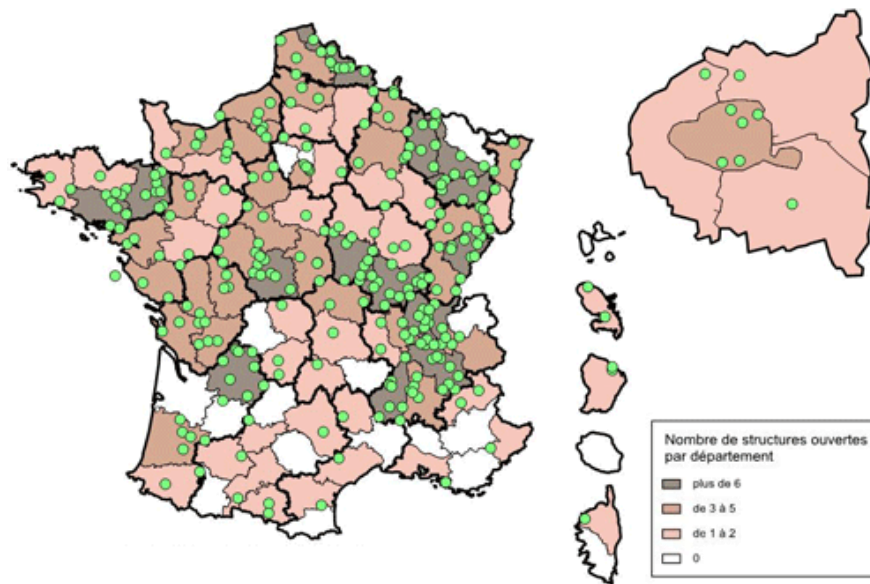 Nombre de structures ouvertes
par département
plus de 6
de 3 à 5
de 1 à 2
0